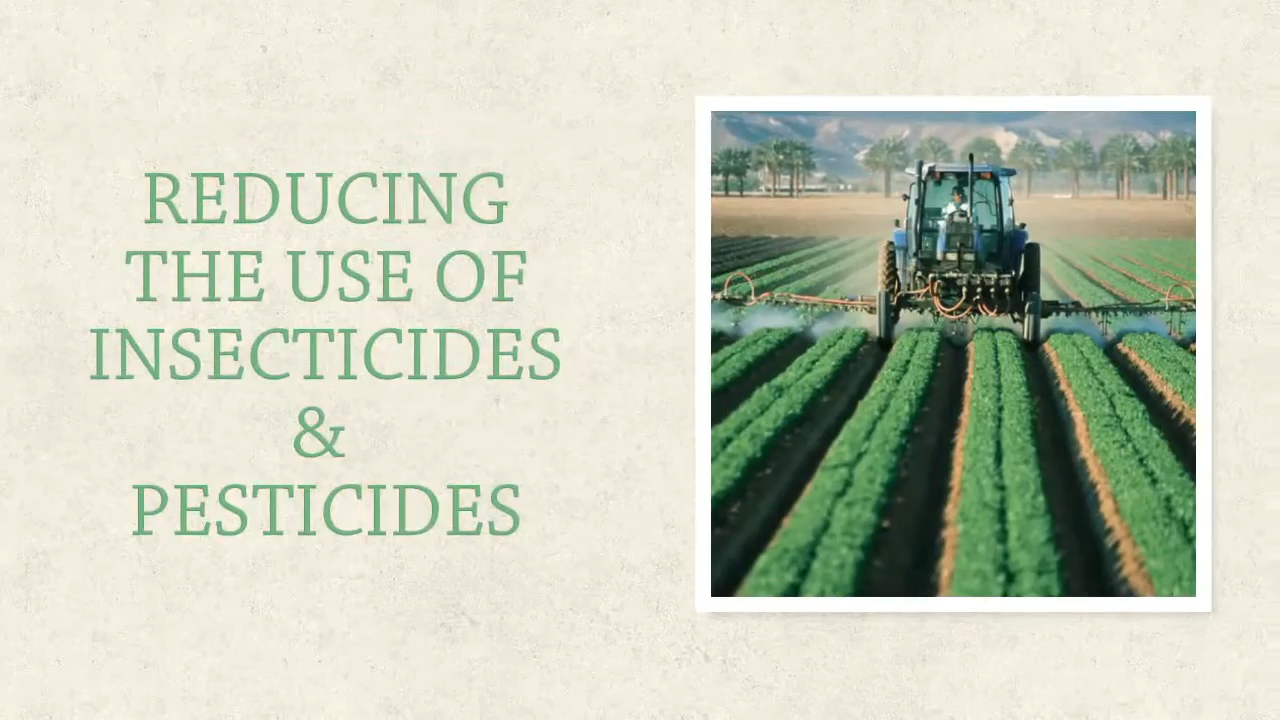 REDUCING
THE USE OF
INSECTICIDES
&
PESTICIDES